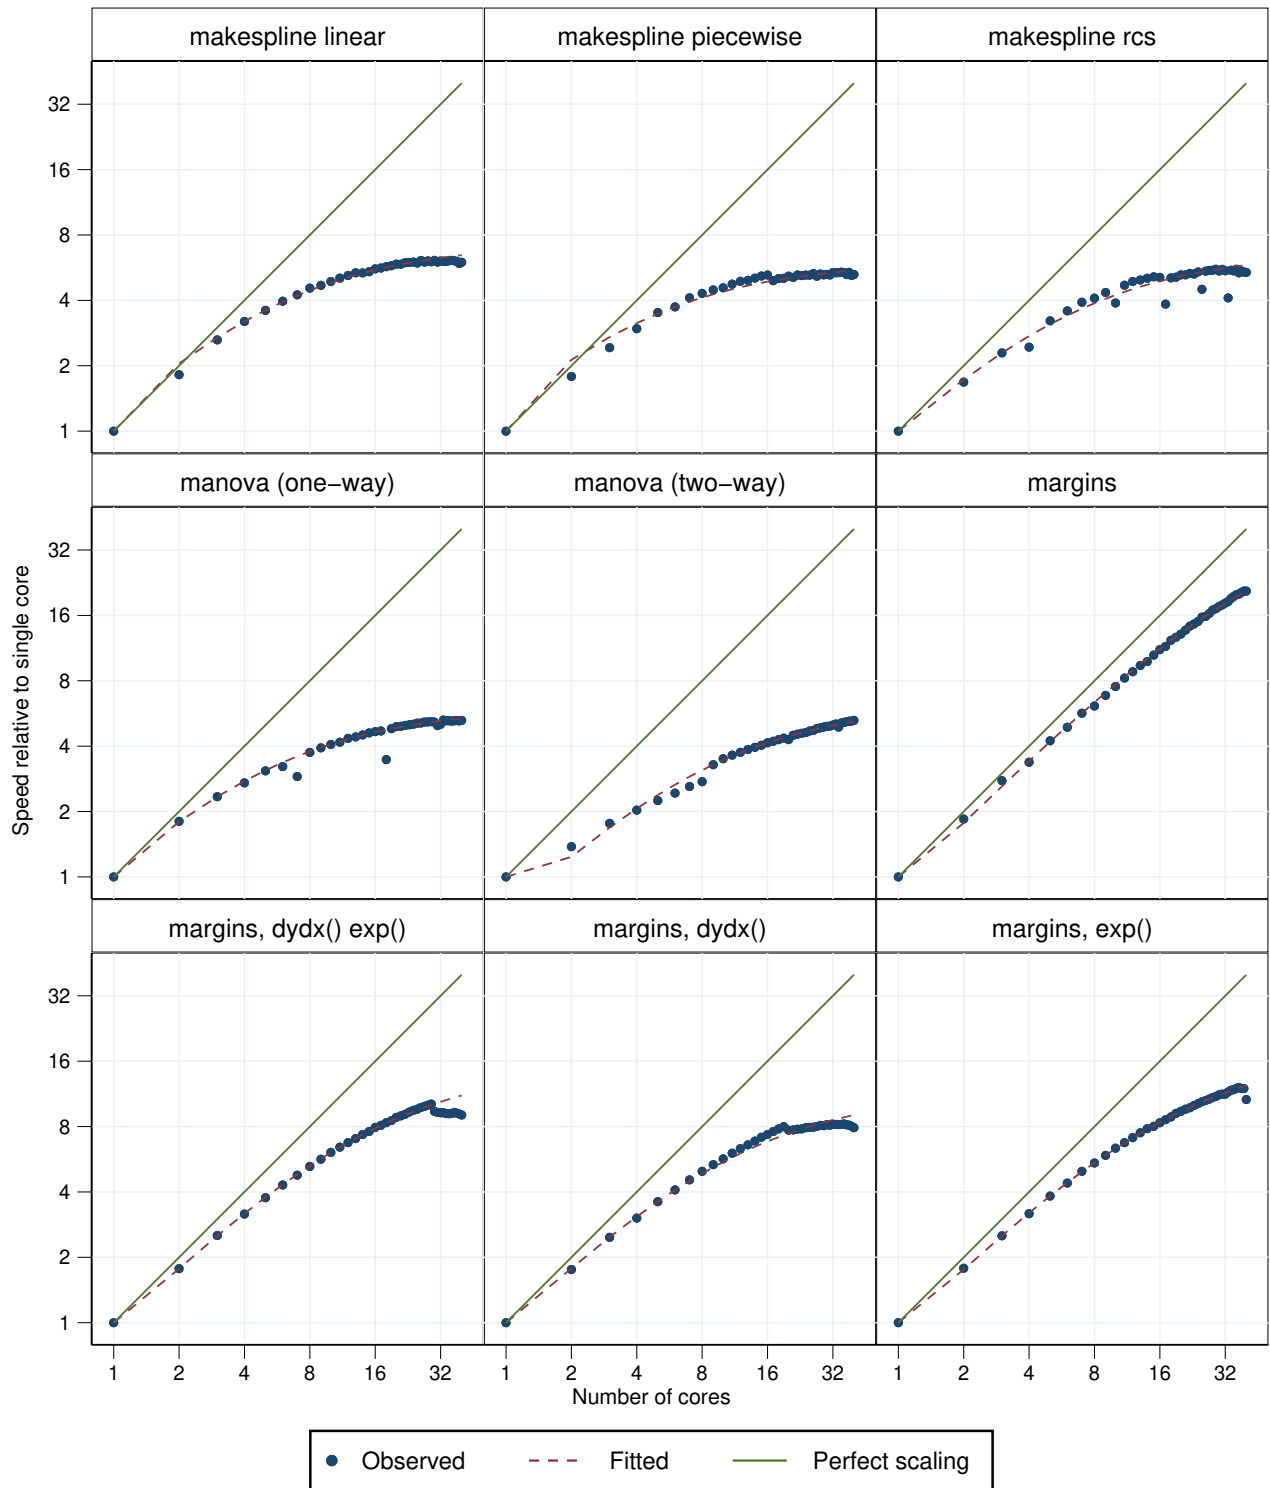 makespline linear
makespline piecewise
makespline rcs
32
16
8
4
2
1
manova (one−way)
manova (two−way)
margins
32
16
8
4
2
1
Speed relative to single core
margins, dydx() exp()
margins, dydx()
margins, exp()
32
16
8
4
2
1
1 2 4 8 16 32
1 2 4 8 16 32
1 2 4 8 16 32
Number of cores
Observed
Fitted
Perfect scaling